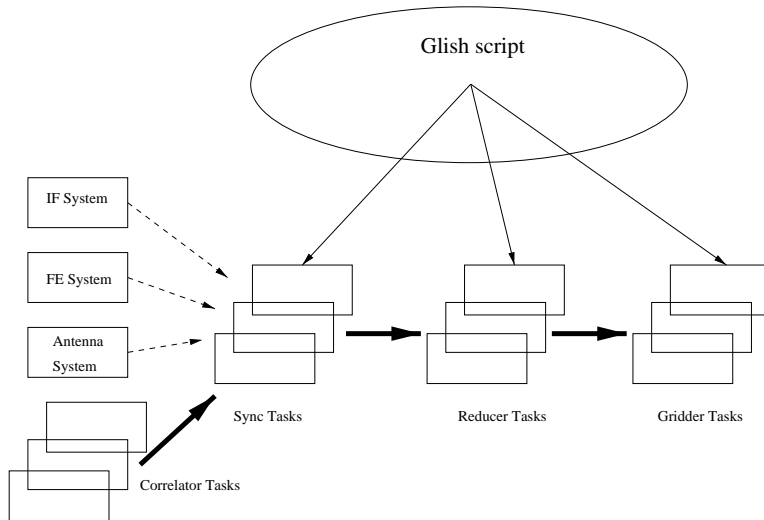 Glish script
IF System
FE System
Antenna
System
Sync Tasks
Reducer Tasks
Gridder Tasks
Correlator Tasks